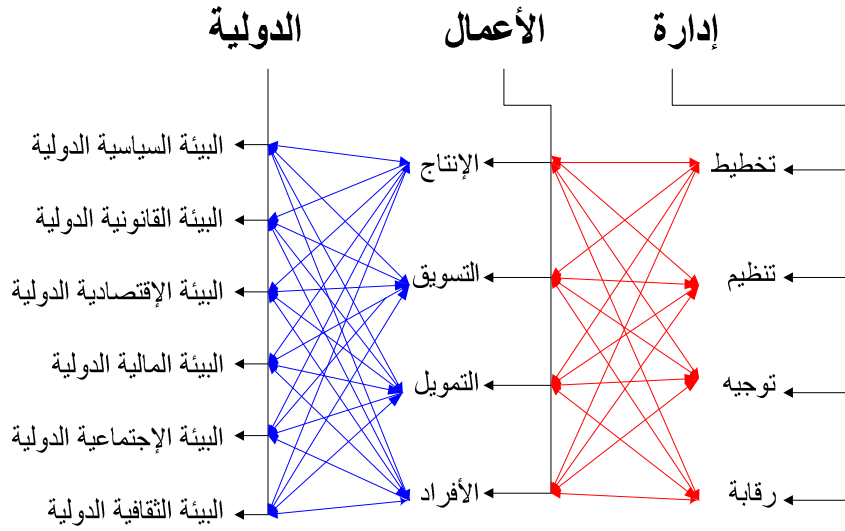 إدارة الأعمال الدولية
تخطيط
تنظيم
توجيه
رقابة
الإنتاج
التسويق
التمويل
الأفراد
البيئة السياسية الدولية
البيئة القانونية الدولية
البيئة الإقتصادية الدولية
البيئة المالية الدولية
البيئة الإجتماعية الدولية
البيئة الثقافية الدولية